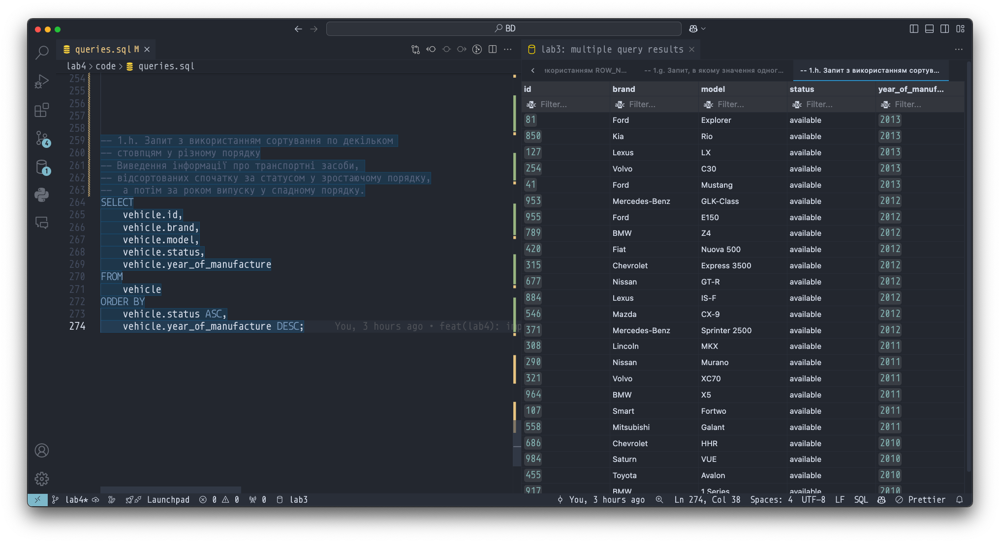 BD
queries.sql M
lab4 > code > queries.sql
254
255
256
257
258
259 -- 1.h. Запит з використанням сортування по декільком
260 -- стовпцям у різному порядку
261 -- Виведення інформації про транспортні засоби,
262 -- відсортованих спочатку за статусом у зростаючому порядку,
263 --  а потім за роком випуску у спадному порядку.
264 SELECT
265     vehicle.id,
266     vehicle.brand,
267     vehicle.model,
268     vehicle.status,
269     vehicle.year_of_manufacture
270 FROM
271     vehicle
272 ORDER BY
273     vehicle.status ASC,
274     vehicle.year_of_manufacture DESC; You, 3 hours ago • feat(lab4): imp
4
1
lab3: multiple query results
икористанням ROW_N... -- 1.g. Запит, в якому значення одног... -- 1.h. Запит з використанням сортув...
id brand model status year_of_manuf...
Filter... Filter... Filter... Filter... Filter...
81 Ford Explorer available 2013
850 Kia Rio available 2013
127 Lexus LX available 2013
254 Volvo C30 available 2013
41 Ford Mustang available 2013
953 Mercedes-Benz GLK-Class available 2012
955 Ford E150 available 2012
789 BMW Z4 available 2012
420 Fiat Nuova 500 available 2012
315 Chevrolet Express 3500 available 2012
677 Nissan GT-R available 2012
884 Lexus IS-F available 2012
546 Mazda CX-9 available 2012
371 Mercedes-Benz Sprinter 2500 available 2012
308 Lincoln MKX available 2011
290 Nissan Murano available 2011
321 Volvo XC70 available 2011
964 BMW X5 available 2011
107 Smart Fortwo available 2011
558 Mitsubishi Galant available 2011
686 Chevrolet HHR available 2010
984 Saturn VUE available 2010
455 Toyota Avalon available 2010
917 BMW 1 Series available 2010
lab4* Launchpad 0 0 0 lab3 You, 3 hours ago Ln 274, Col 38 Spaces: 4 UTF-8 LF SQL Prettier